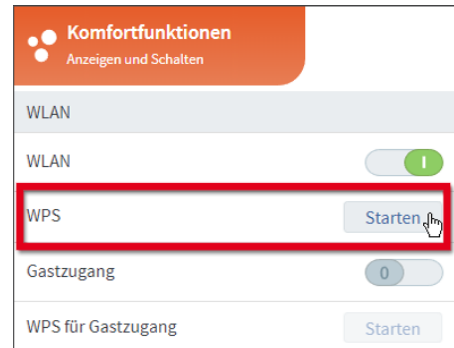 Komfortfunktionen
Anzeigen und Schalten
WLAN
WLAN I
WPS Starten
Gastzugang 0
WPS für Gastzugang Starten